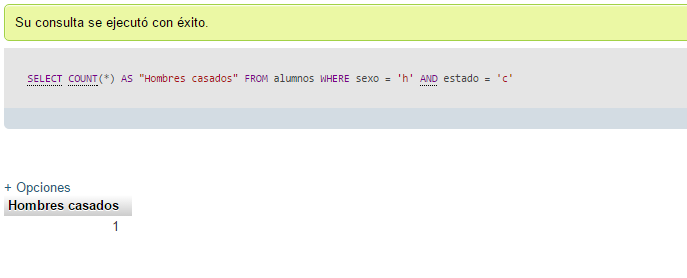 Su consulta se ejecutó con éxito.
SELECT COUNT(*) AS "Hombres casados" FROM alumnos WHERE sexo = 'h' AND estado = 'c'
+ Opciones
Hombres casados
1